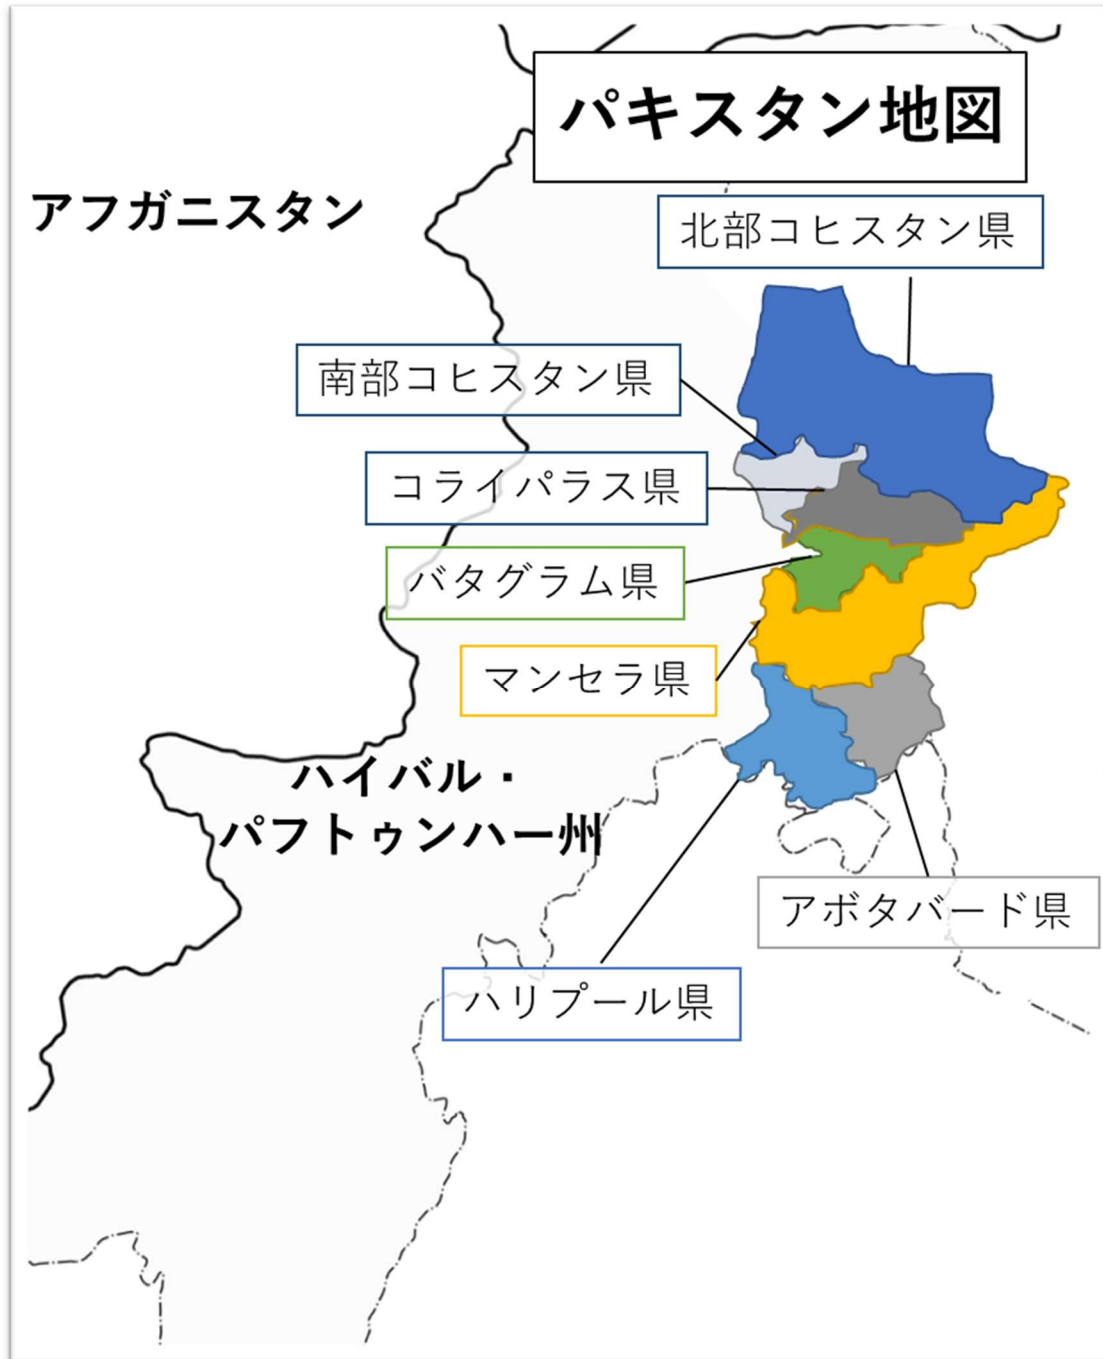 パキスタン地図
アフガニスタン
北部コヒスタン県
南部コヒスタン県
コライパラス県
バタグラム県
マンセラ県
ハイバル・
パフトゥンハー州
アボタバード県
ハリプール県